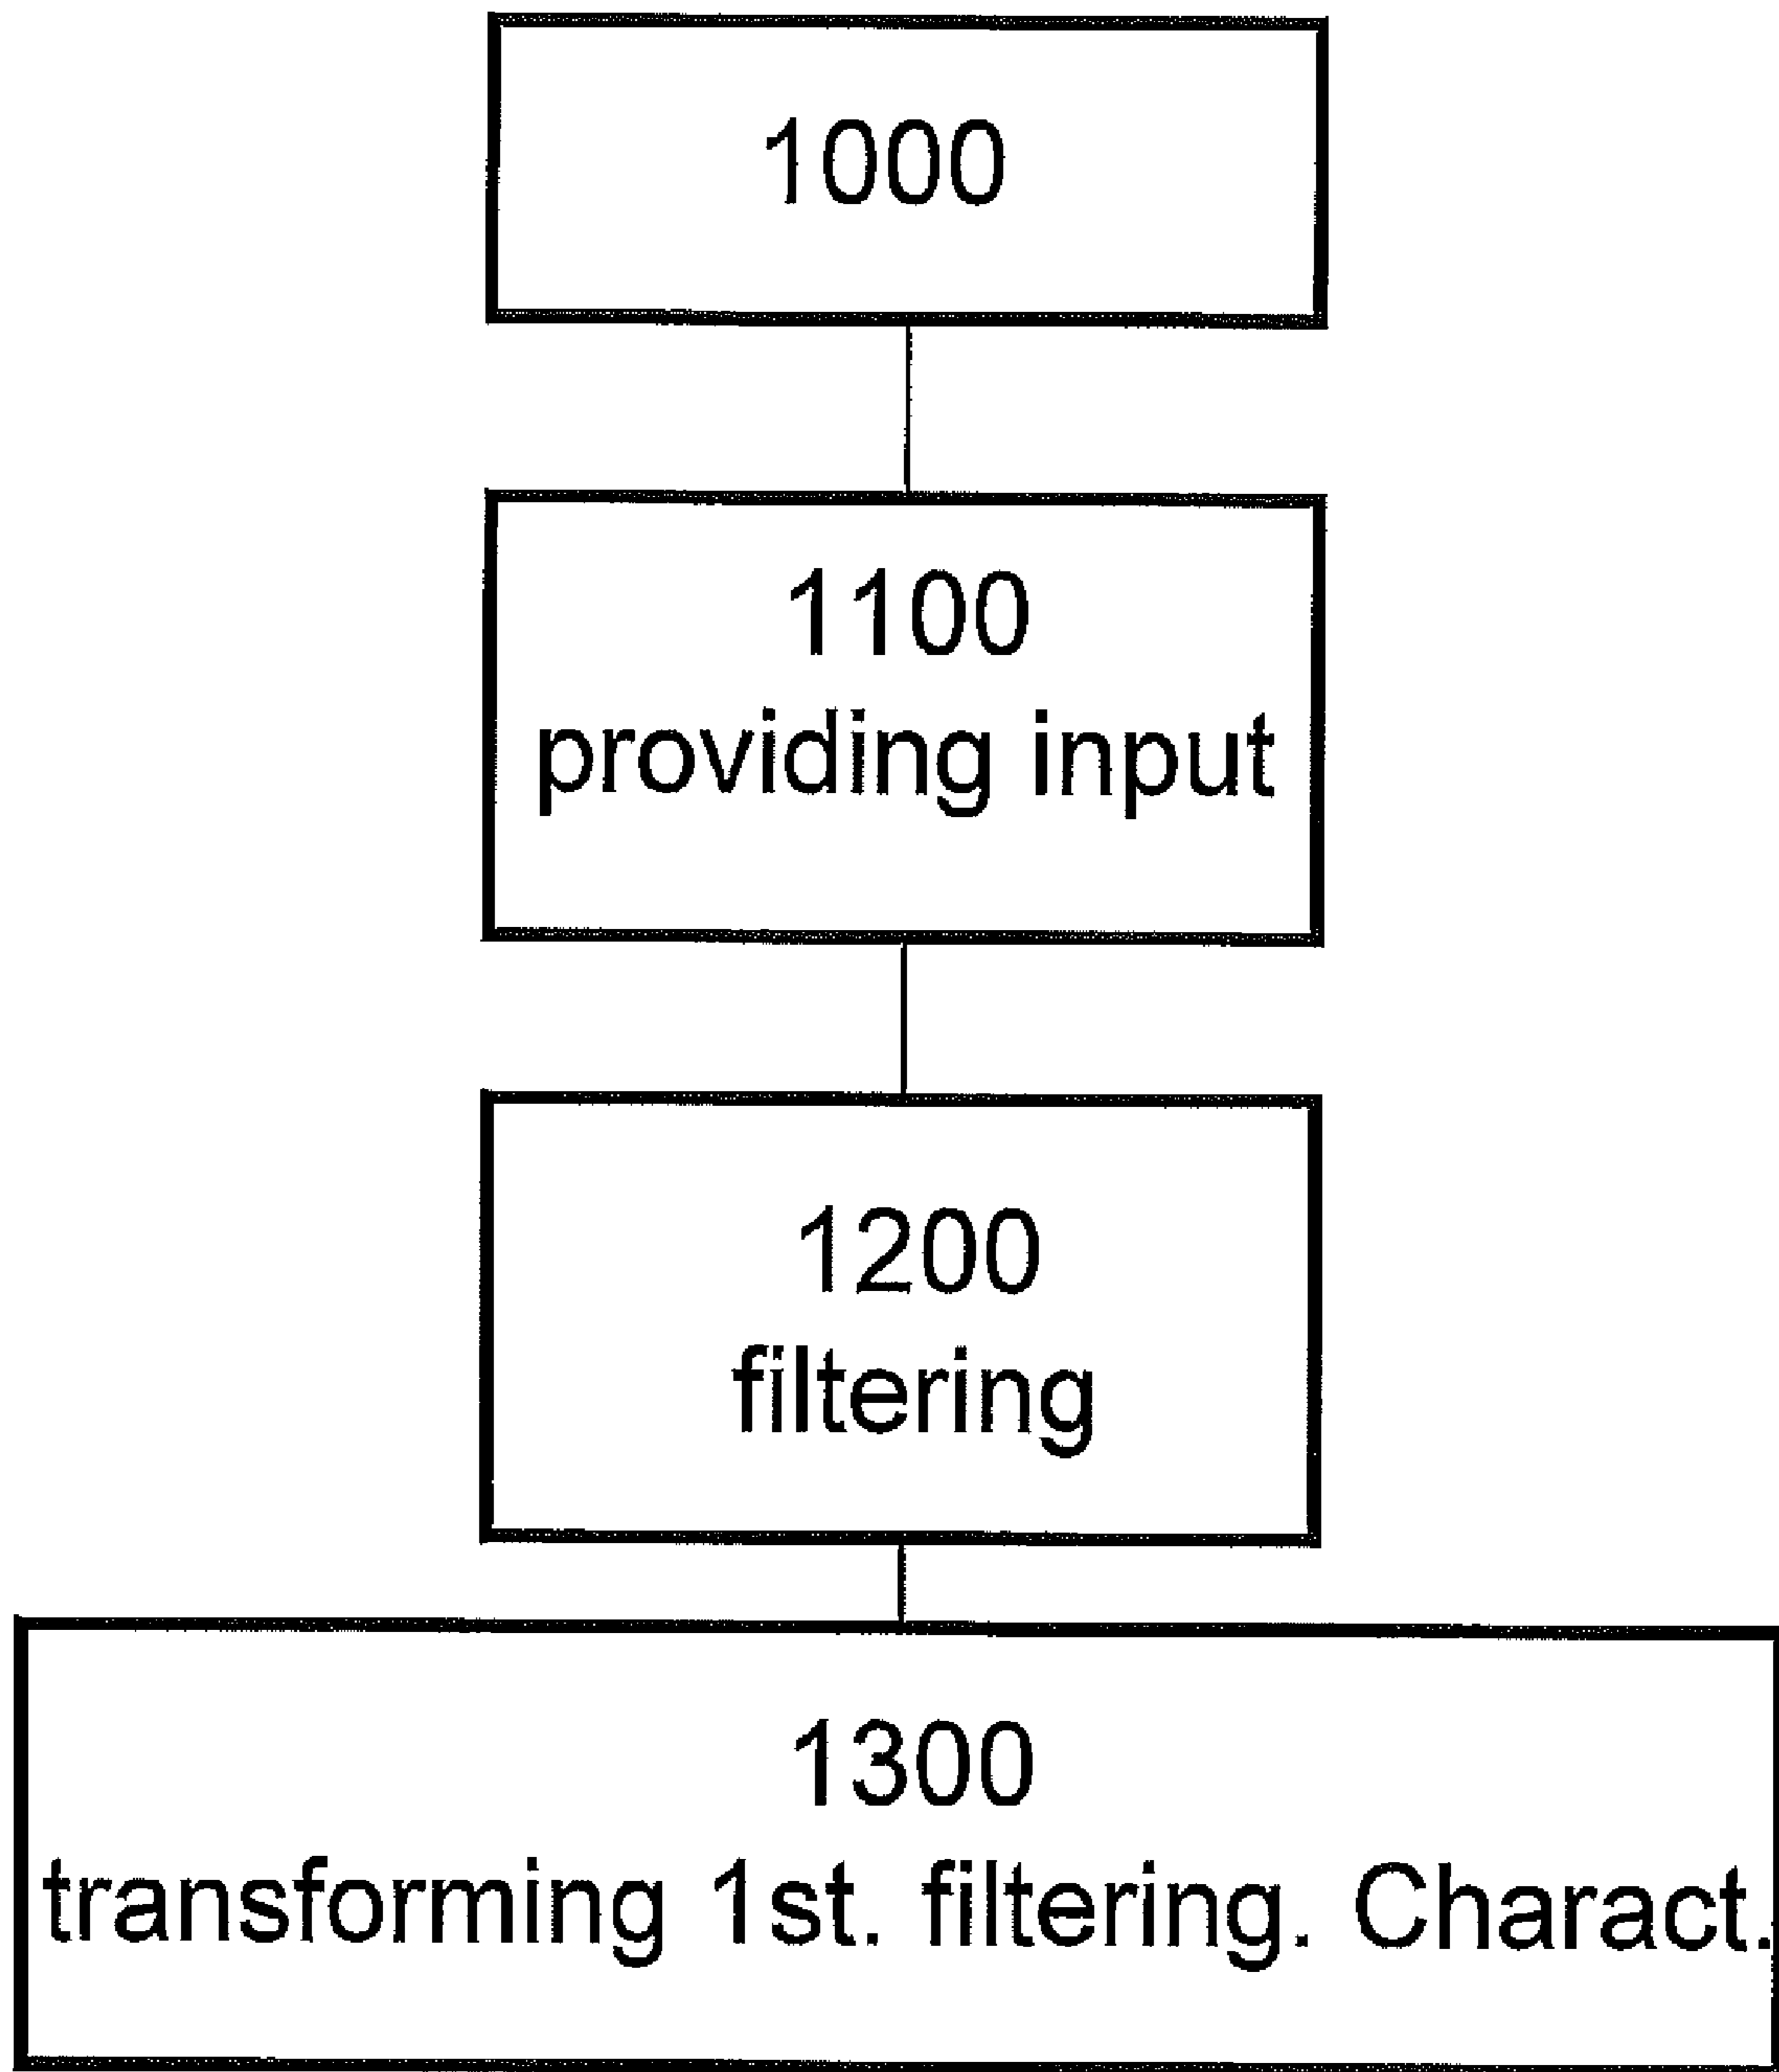 1000
1100
providing input
1200
filtering
1300
transforming 1st. filtering. Charact.